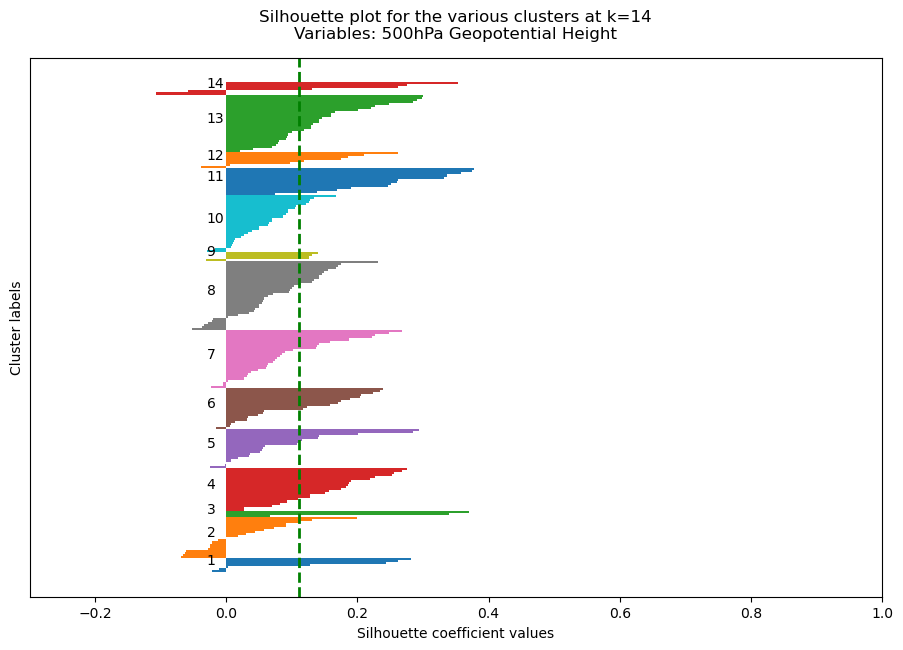 Silhouette plot for the various clusters at k=14
Variables: 500hPa Geopotential Height
14
13
12
11
10
9
8
7
6
5
4
3
2
1
Cluster labels
−0.2 0.0 0.2 0.4 0.6 0.8 1.0
Silhouette coefficient values